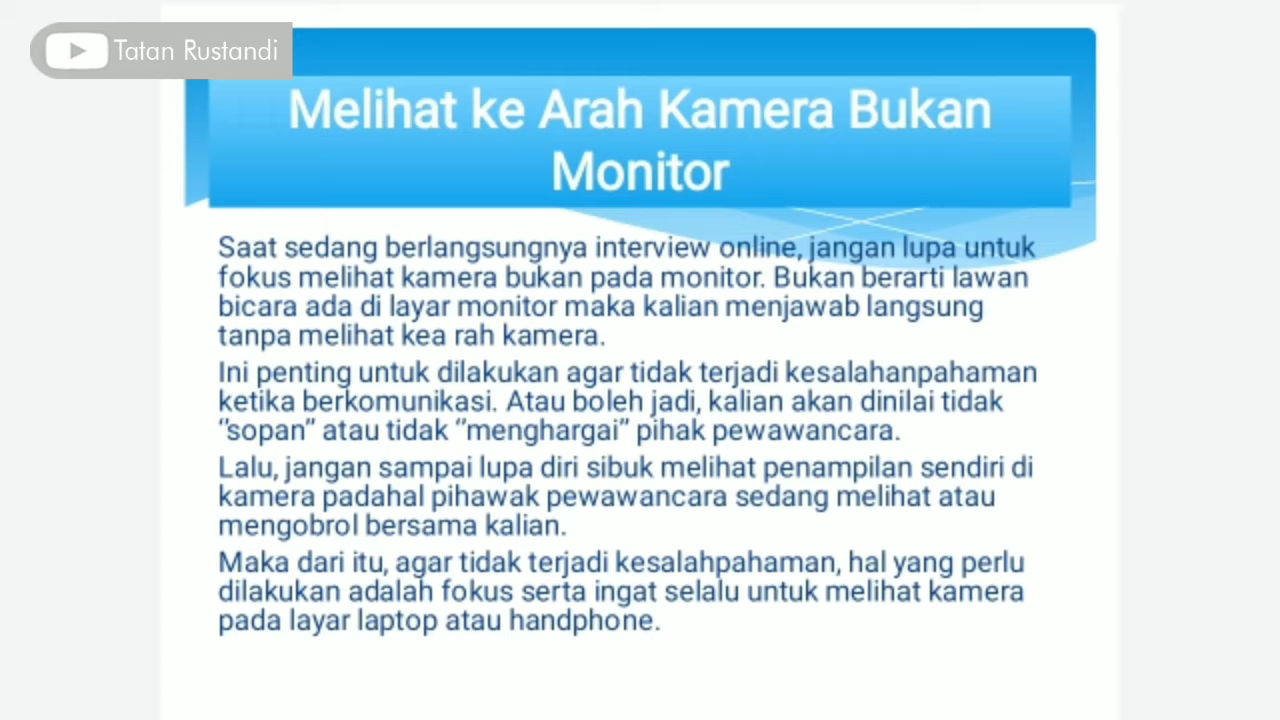 Tatan Rustandi
Melihat ke Arah Kamera Bukan
Monitor
Saat sedang berlangsungnya interview online, jangan lupa untuk
fokus melihat kamera bukan pada monitor. Bukan berarti lawan
bicara ada di layar monitor maka kalian menjawab langsung
tanpa melihat kea rah kamera.
Ini penting untuk dilakukan agar tidak terjadi kesalahanpahaman
ketika berkomunikasi. Atau boleh jadi, kalian akan dinilai tidak
“sopan” atau tidak “menghargai” pihak pewawancara.
Lalu, jangan sampai lupa diri sibuk melihat penampilan sendiri di
kamera padahal pihawak pewawancara sedang melihat atau
mengobrol bersama kalian.
Maka dari itu, agar tidak terjadi kesalahpahaman, hal yang perlu
dilakukan adalah fokus serta ingat selalu untuk melihat kamera
pada layar laptop atau handphone.